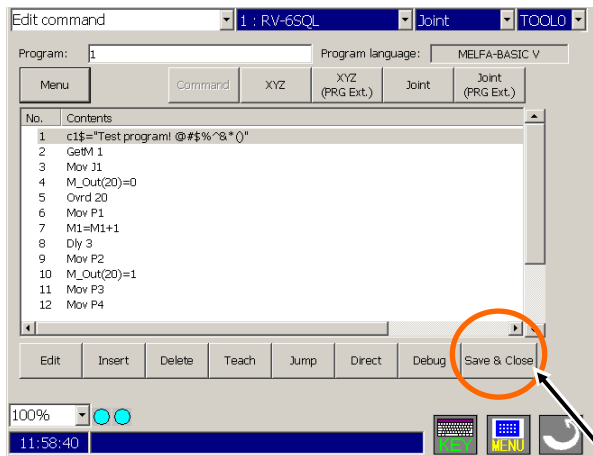 Edit command 1 : RV-6SQL Joint TOOL0
Program: 1 Program language: MELFA-BASIC V
Menu Command XYZ XYZ (PRG Ext.) Joint Joint (PRG Ext.)
No. Contents
1 c1$="Test program! @#$%^&*()"
2 GetM 1
3 Mov J1
4 M_Out(20)=0
5 Ovrd 20
6 Mov P1
7 M1=M1+1
8 Dly 3
9 Mov P2
10 M_Out(20)=1
11 Mov P3
12 Mov P4
Edit Insert Delete Teach Jump Direct Debug Save & Close
100%
11:58:40 KEY MENU